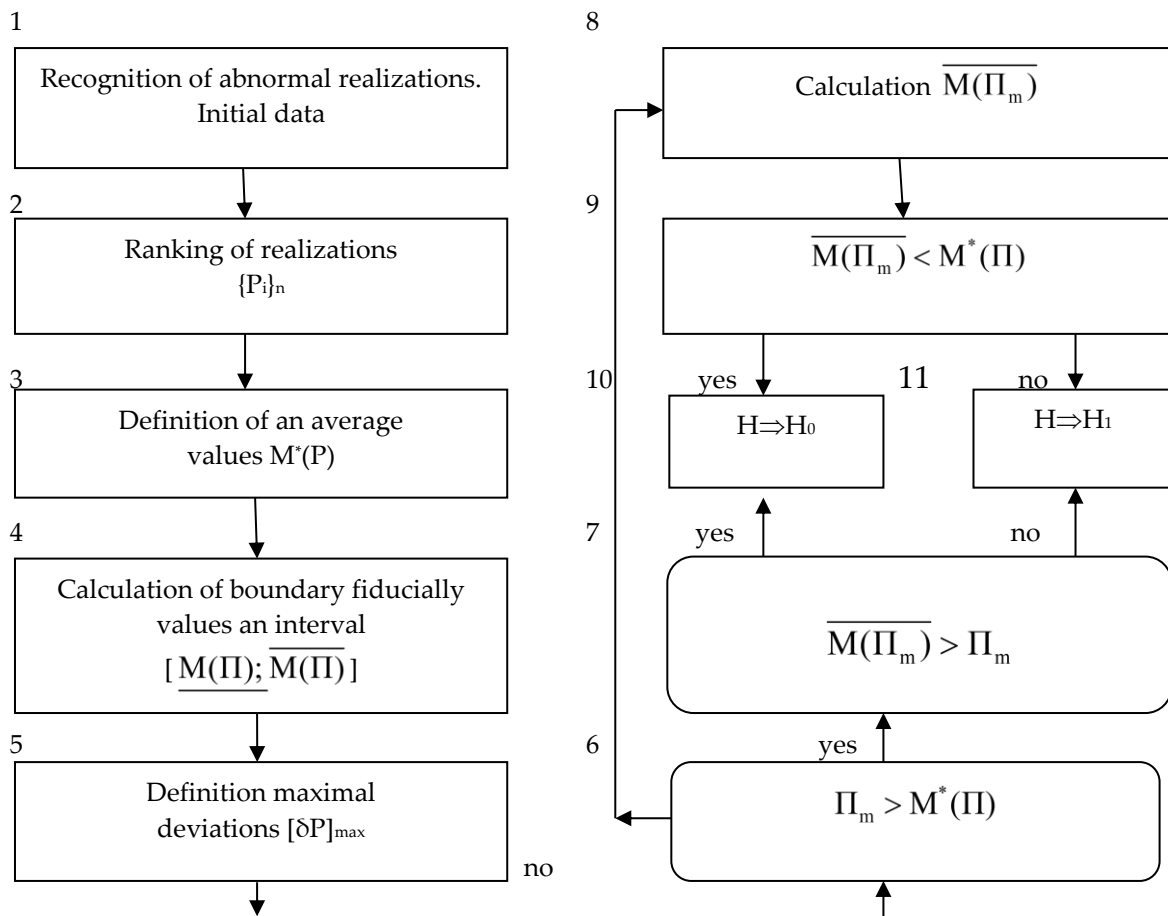 1
Recognition of abnormal realizations.
Initial data
2
Ranking of realizations
{Pi}n
3
Definition of an average
values M*(P)
4
Calculation of boundary fiducially
values an interval
[ M(Π); M(Π) ]
5
Definition maximal
deviations [δP]max
no
8
Calculation M(Πm)
9
M(Πm) < M*(Π)
10
yes
11
no
H⇒H0
H⇒H1
7
yes
no
M(Πm) > Πm
6
yes
Πm > M*(Π)